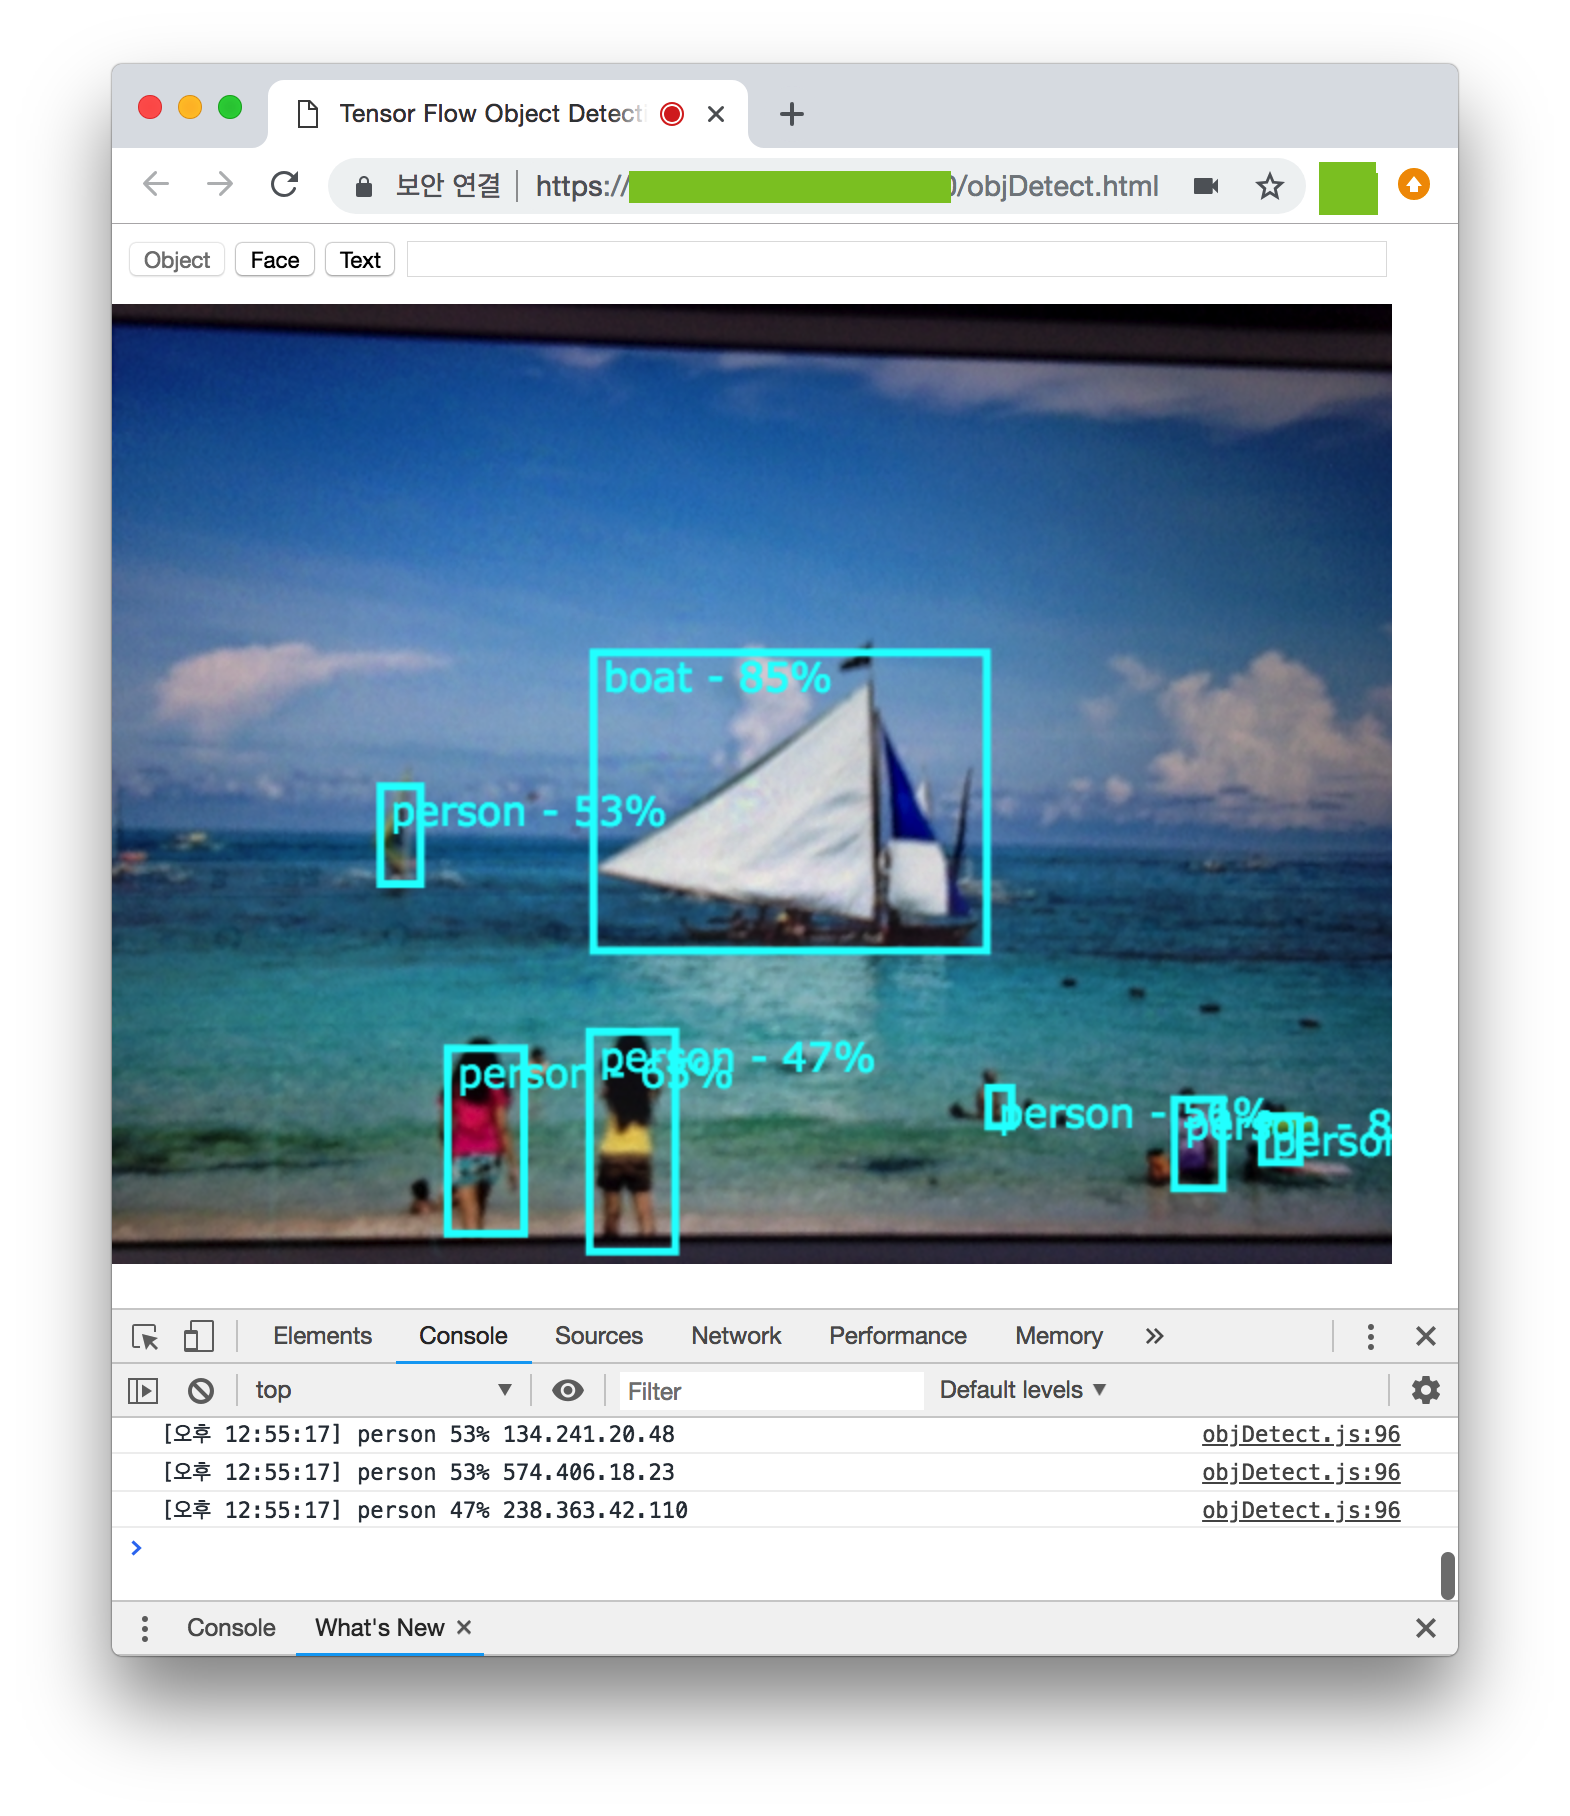 Tensor Flow Object Detect
보안 연결 https:// /objDetect.html
Object Face Text
boat - 85%
person - 53%
person - 47%
person - 65%
person - 56%
person - 8
person
Elements Console Sources Network Performance Memory
top Filter Default levels
[오후 12:55:17] person 53% 134.241.20.48 objDetect.js:96
[오후 12:55:17] person 53% 574.406.18.23 objDetect.js:96
[오후 12:55:17] person 47% 238.363.42.110 objDetect.js:96
Console What's New